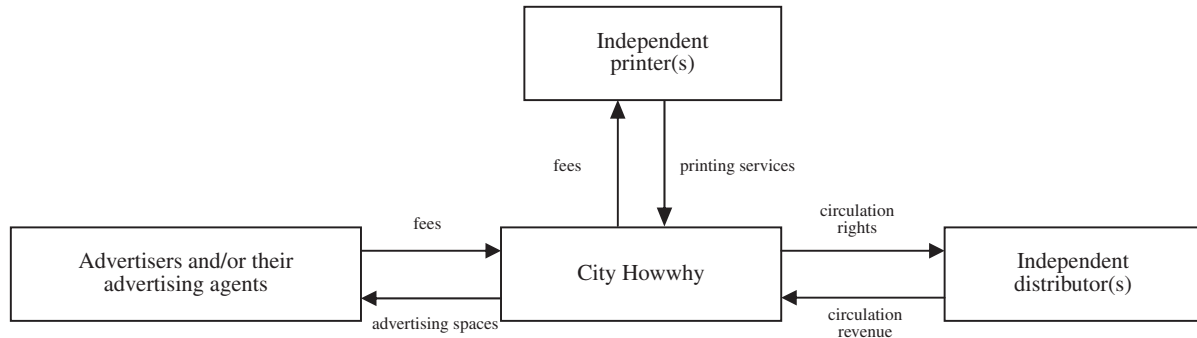 Independent
printer(s)
fees
printing services
fees
circulation
rights
Advertisers and/or their
advertising agents
City Howwhy
Independent
distributor(s)
advertising spaces
circulation
revenue